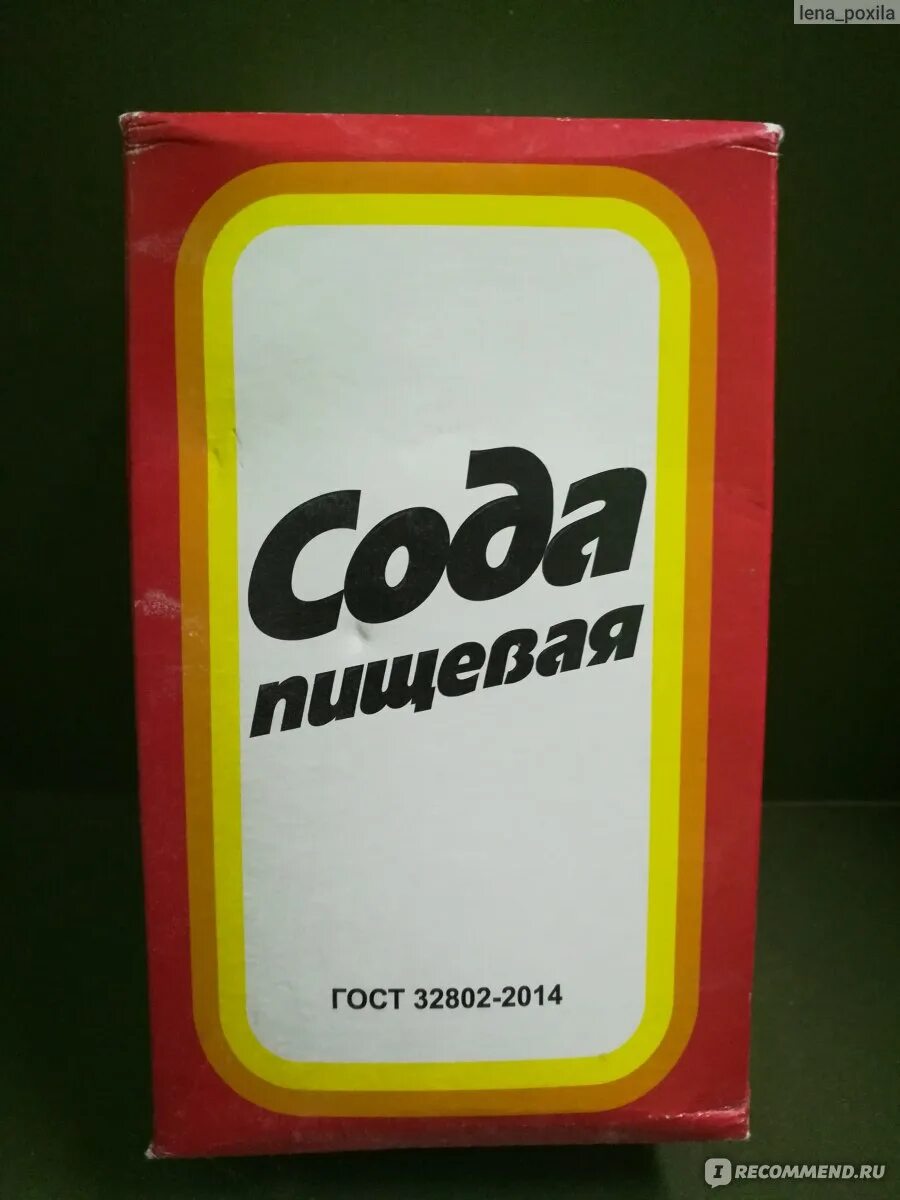 lena_poxila
Сода
пищевая
ГОСТ 32802-2014
IRECOMMEND.RU